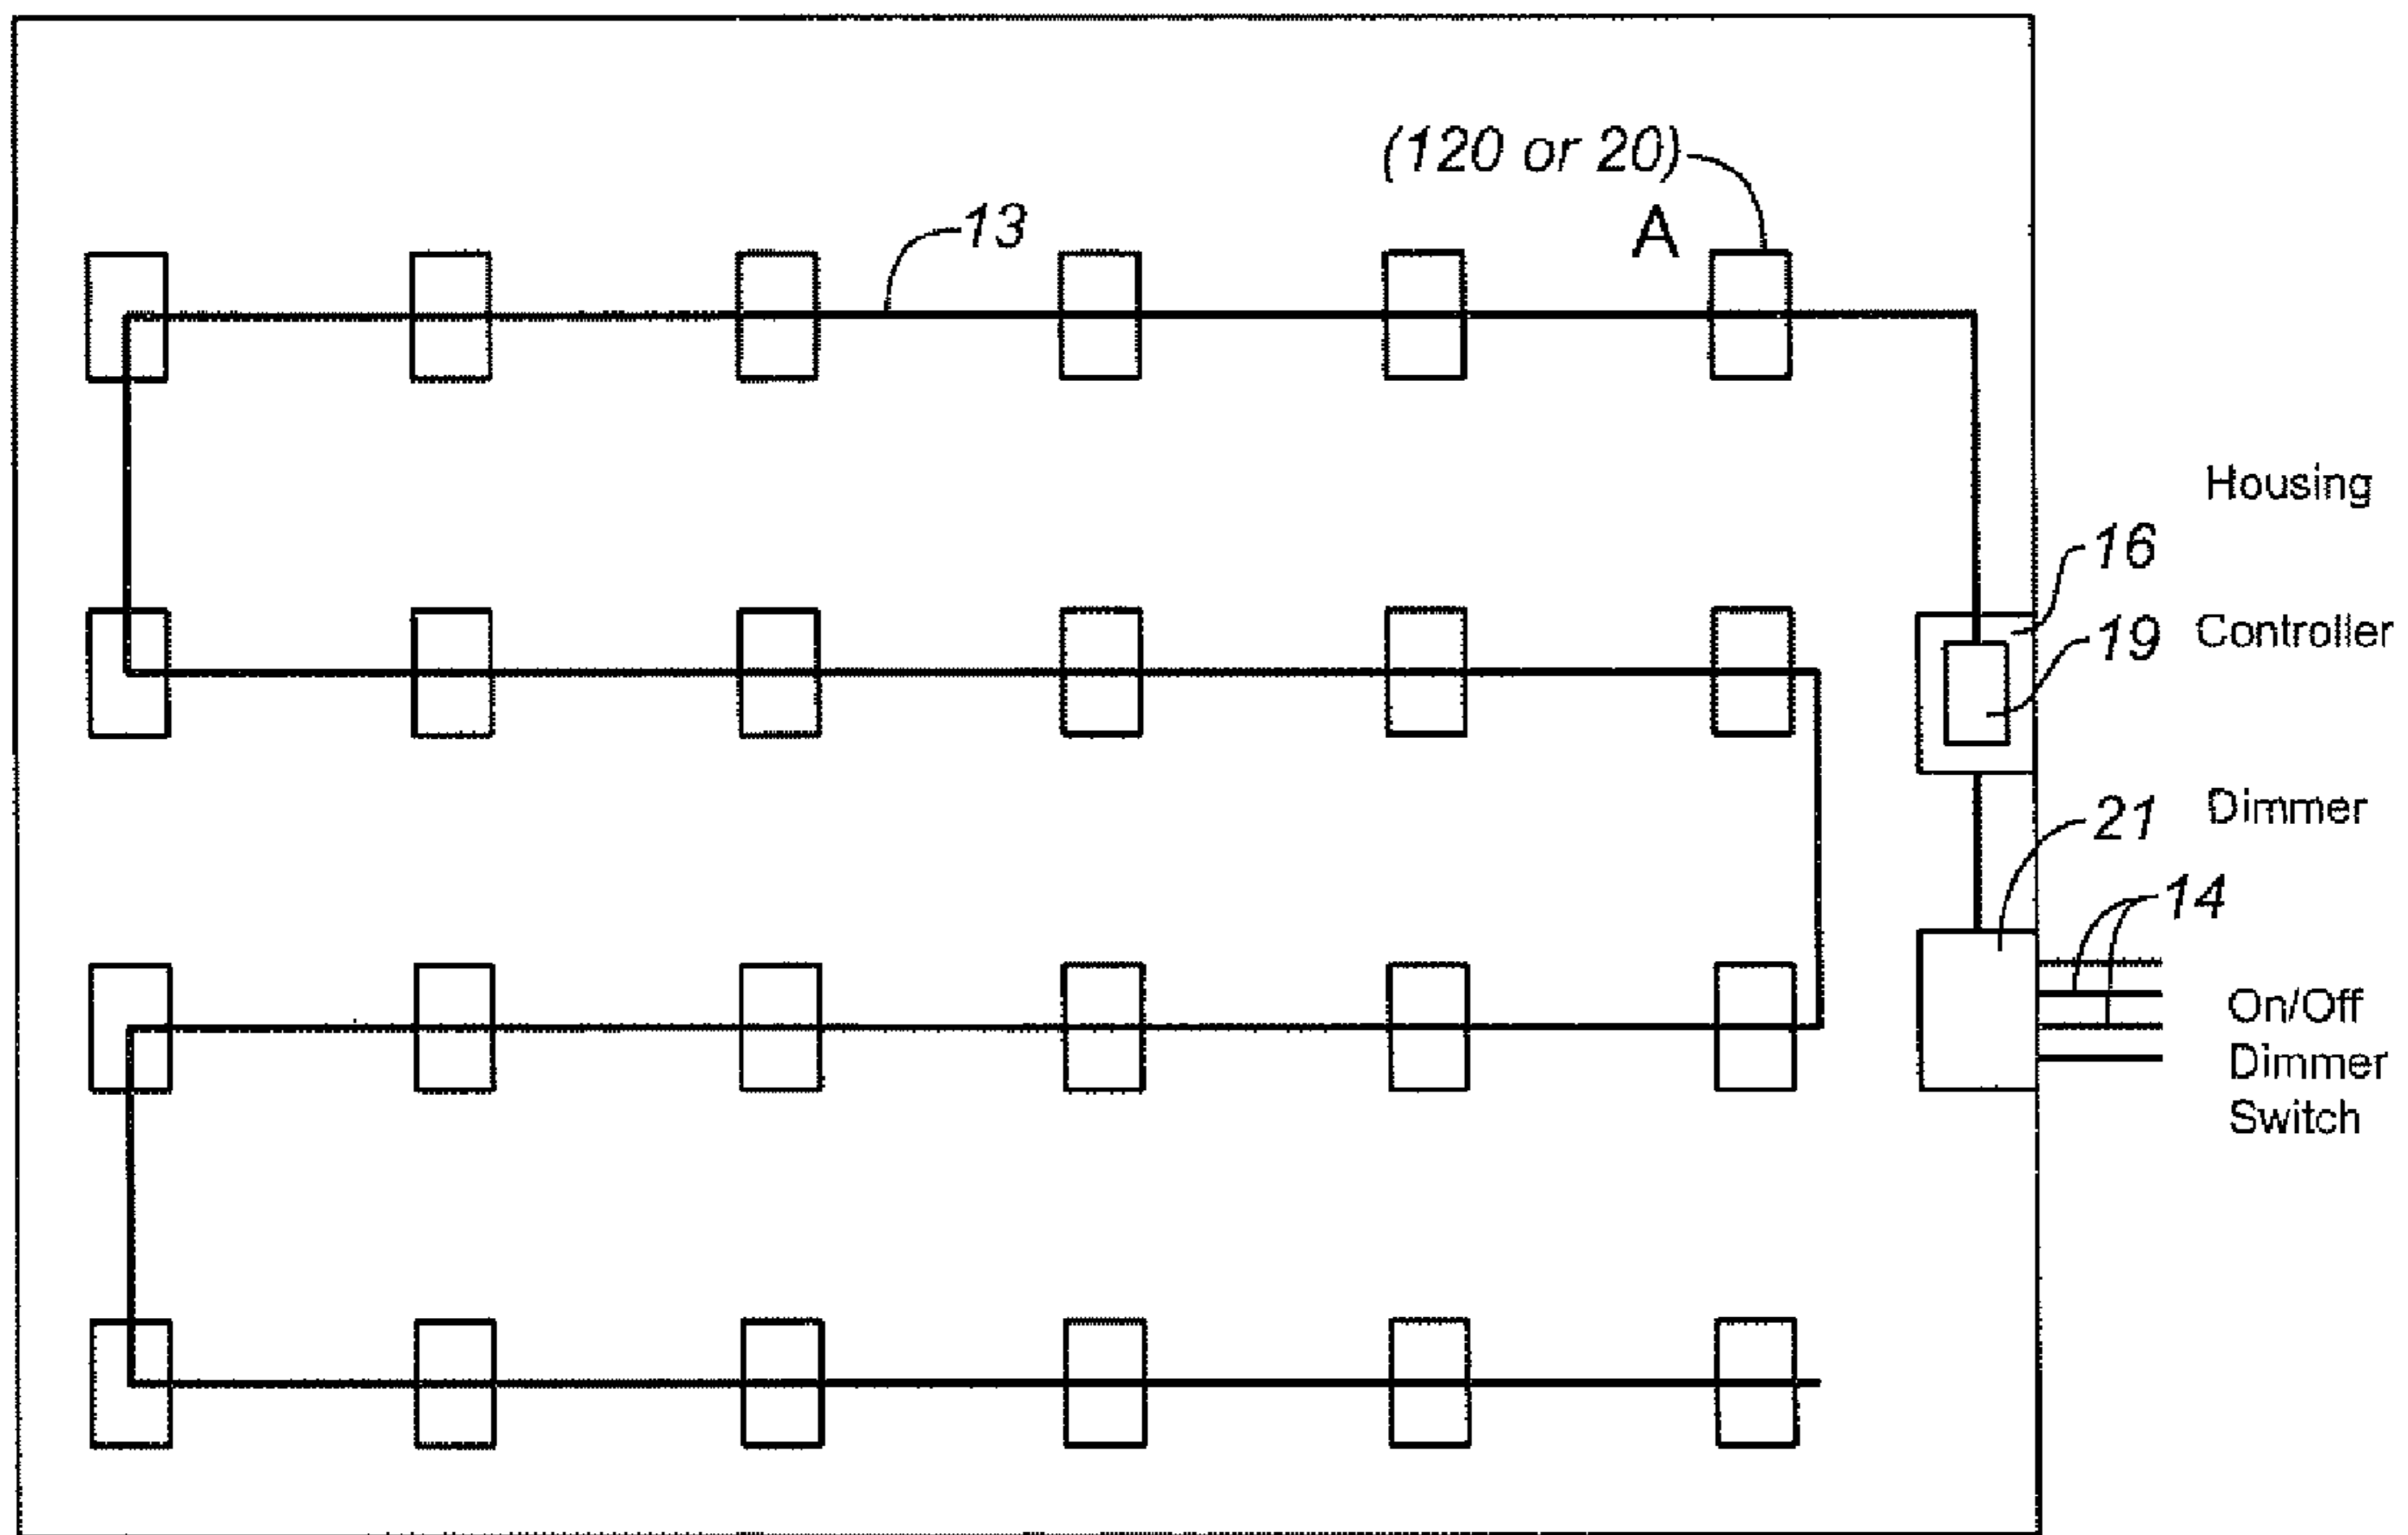 (120 or 20)
13
A
Housing
16
19 Controller
21 Dimmer
14
On/Off
Dimmer
Switch